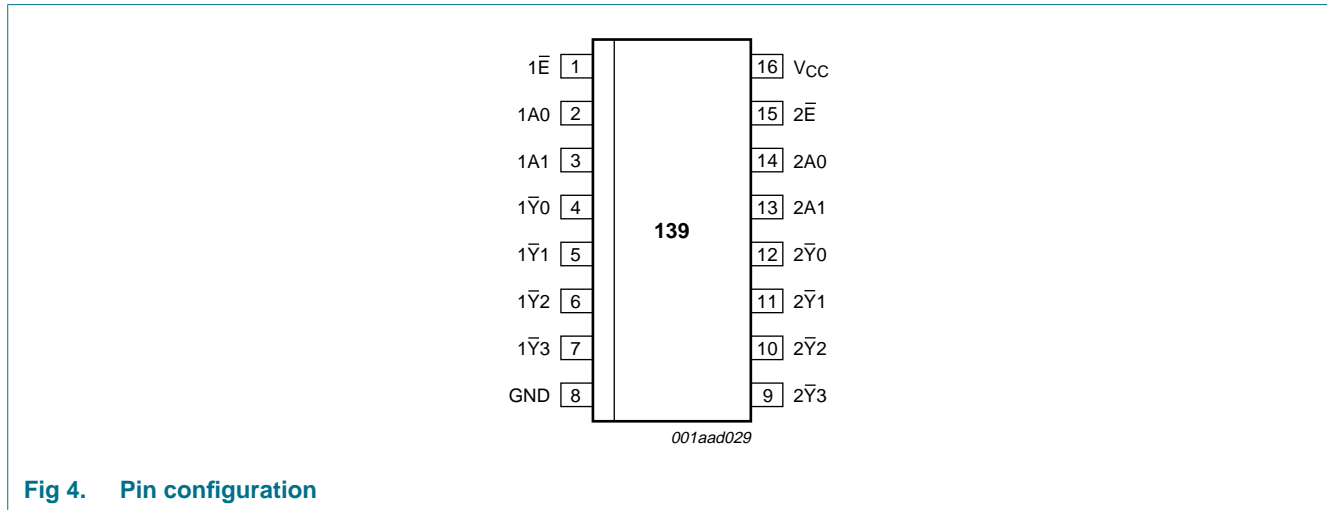 1E̅ 1 16 VCC
1A0 2 15 2E̅
1A1 3 14 2A0
1Y̅0 4 13 2A1
139
1Y̅1 5 12 2Y̅0
1Y̅2 6 11 2Y̅1
1Y̅3 7 10 2Y̅2
GND 8 9 2Y̅3
001aad029
Fig 4. Pin configuration